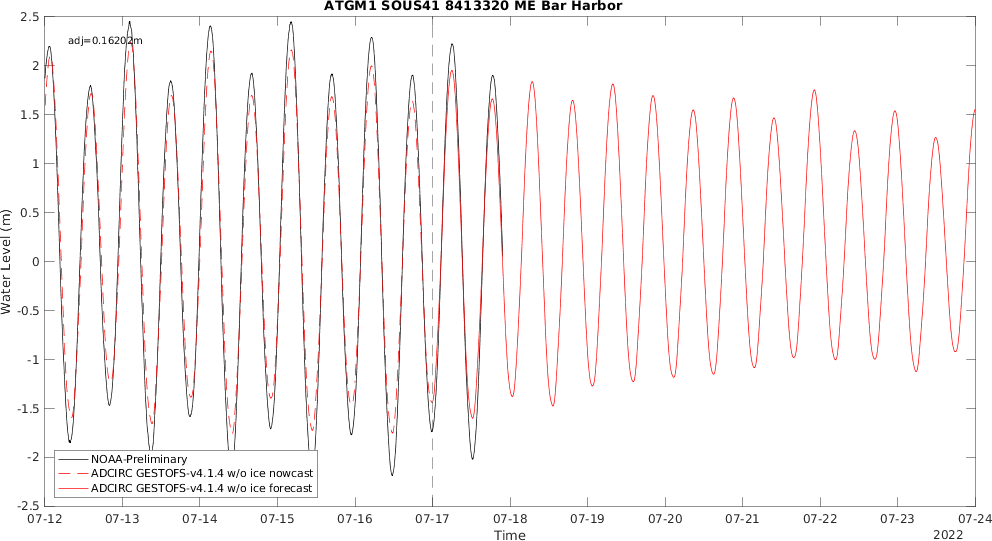 ATGM1 SOUS41 8413320 ME Bar Harbor
adj=0.16202m
Water Level (m)
2.5
2
1.5
1
0.5
0
-0.5
-1
-1.5
-2
-2.5
NOAA-Preliminary
ADCIRC GESTOFS-v4.1.4 w/o ice nowcast
ADCIRC GESTOFS-v4.1.4 w/o ice forecast
07-12 07-13 07-14 07-15 07-16 07-17 07-18 07-19 07-20 07-21 07-22 07-23 07-24
Time
2022